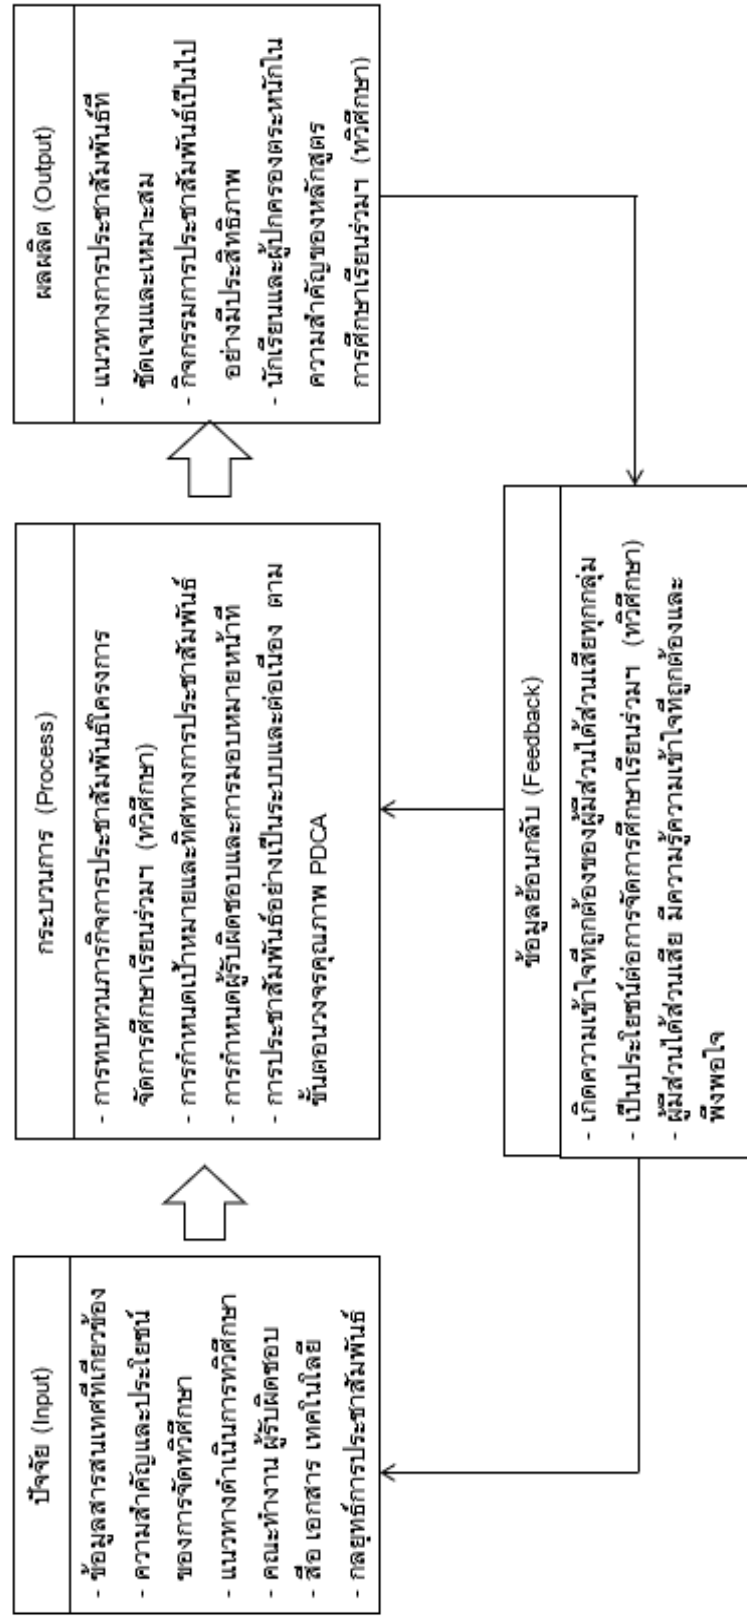 ปัจจัย (Input)
- ข้อมูลสารสนเทศที่เกี่ยวข้อง
- ความสำคัญและประโยชน์
ของการจัดทวิศึกษา
- แนวทางดำเนินการทวิศึกษา
- คณะทำงาน ผู้รับผิดชอบ
- สื่อ เอกสาร เทคโนโลยี
- กลยุทธ์การประชาสัมพันธ์
กระบวนการ (Process)
- การทบทวนภารกิจการประชาสัมพันธ์โครงการ
จัดการศึกษาเรียนร่วมฯ (ทวิศึกษา)
- การกำหนดเป้าหมายและทิศทางการประชาสัมพันธ์
- การกำหนดผู้รับผิดชอบและการมอบหมายหน้าที่
- การประชาสัมพันธ์อย่างเป็นระบบและต่อเนื่อง ตาม
ขั้นตอนวงจรคุณภาพ PDCA
ผลผลิต (Output)
- แนวทางการประชาสัมพันธ์ที่
ชัดเจนและเหมาะสม
- กิจกรรมการประชาสัมพันธ์เป็นไป
อย่างมีประสิทธิภาพ
- นักเรียนและผู้ปกครองตระหนักใน
ความสำคัญของหลักสูตร
การศึกษาเรียนร่วมฯ (ทวิศึกษา)
ข้อมูลย้อนกลับ (Feedback)
- เกิดความเข้าใจที่ถูกต้องของผู้มีส่วนได้ส่วนเสียทุกกลุ่ม
- เป็นประโยชน์ต่อการจัดการศึกษาเรียนร่วมฯ (ทวิศึกษา)
- ผู้มีส่วนได้ส่วนเสีย มีความรู้ความเข้าใจที่ถูกต้องและ
พึงพอใจ